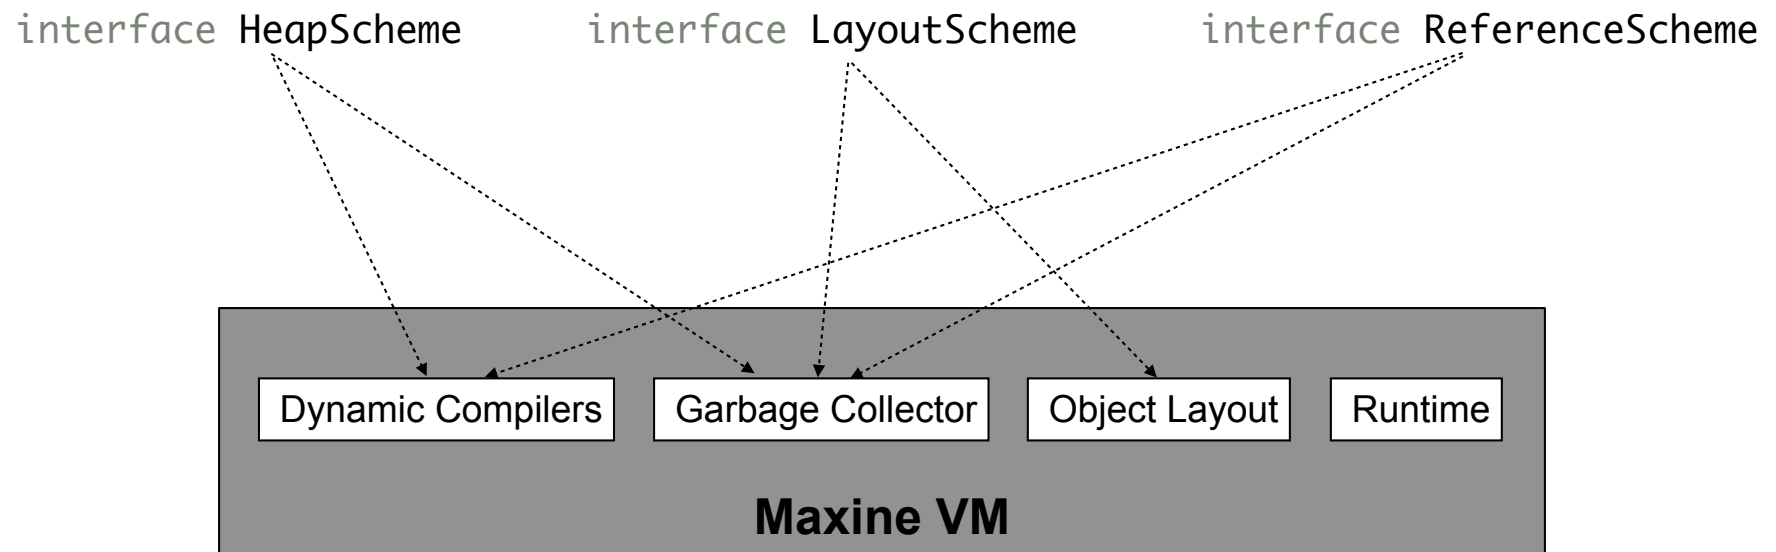 interface HeapScheme interface LayoutScheme interface ReferenceScheme
Dynamic Compilers Garbage Collector Object Layout Runtime
Maxine VM